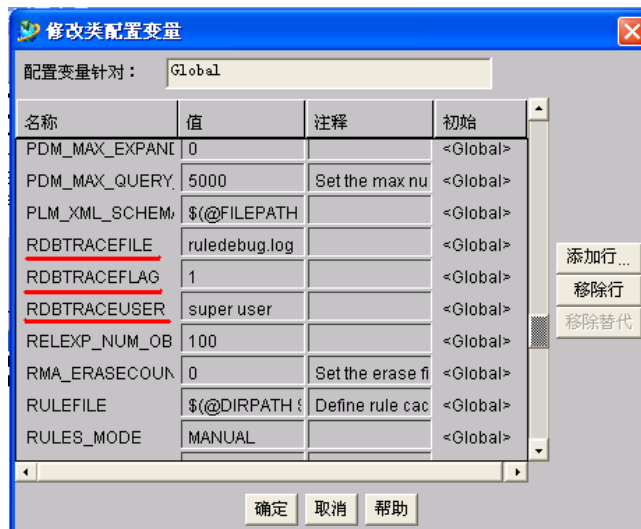 修改类配置变量
配置变量针对： Global
名称 值 注释 初始
PDM_MAX_EXPAND 0 <Global>
PDM_MAX_QUERY_ 5000 Set the max nu <Global>
PLM_XML_SCHEM $(@FILEPATH <Global>
RDBTRACEFILE ruledebug.log <Global>
RDBTRACEFLAG 1 <Global>
RDBTRACEUSER super user <Global>
RELEXP_NUM_OB 100 <Global>
RMA_ERASECOUN 0 Set the erase fi <Global>
RULEFILE $(@DIRPATH Define rule cac <Global>
RULES_MODE MANUAL <Global>
添加行...
移除行
移除替代
确定 取消 帮助